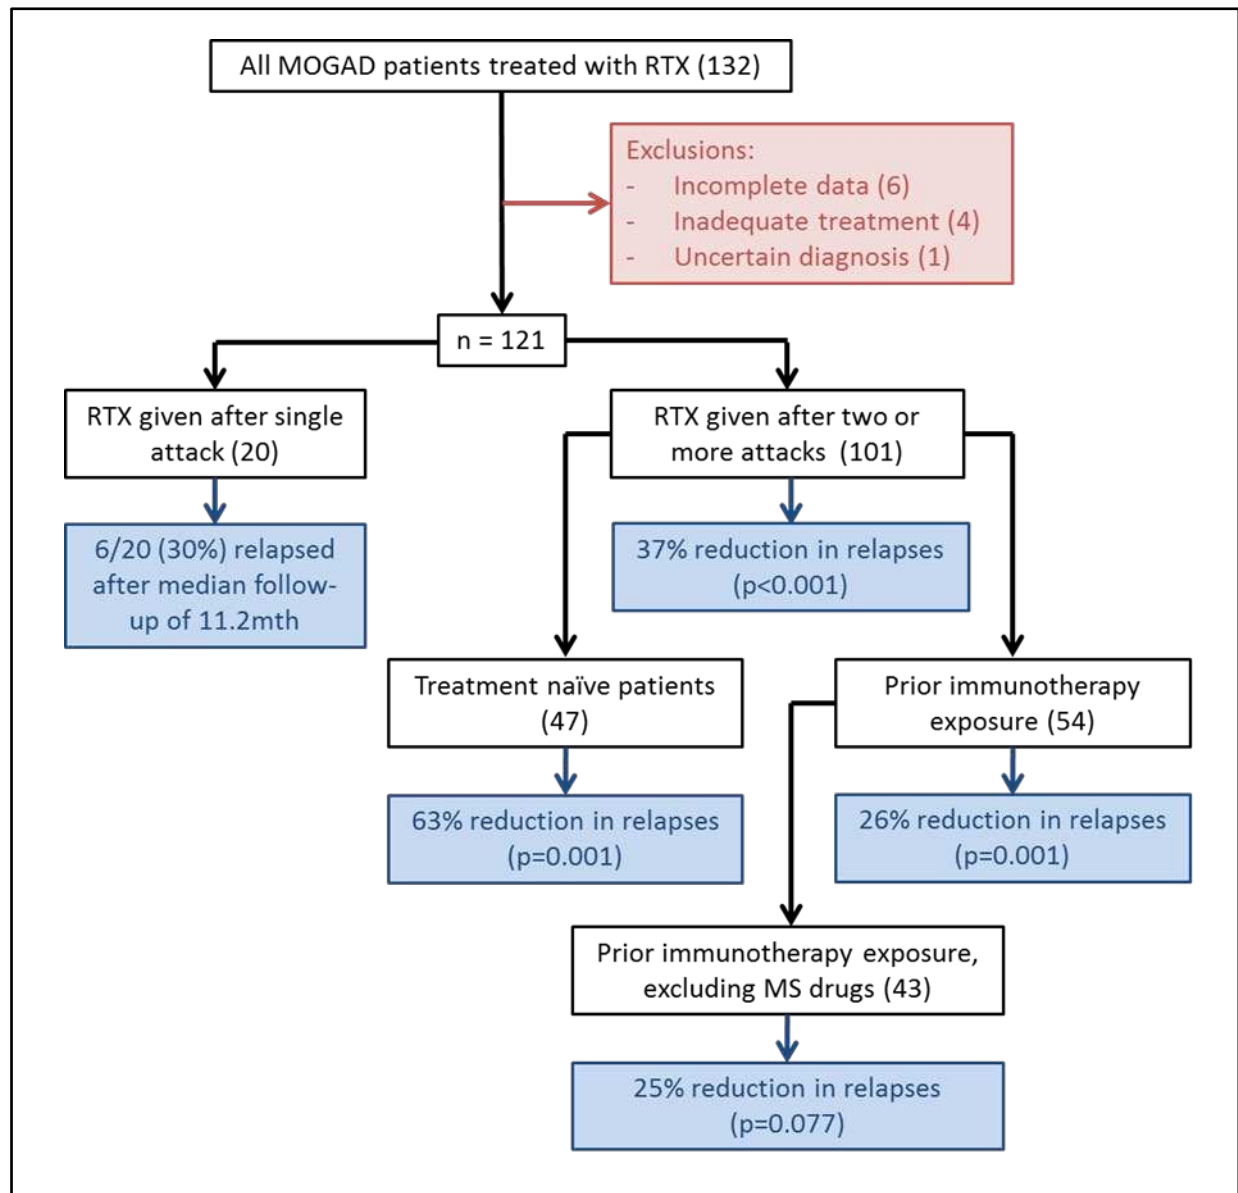 All MOGAD patients treated with RTX (132)
Exclusions:
- Incomplete data (6)
- Inadequate treatment (4)
- Uncertain diagnosis (1)
n = 121
RTX given after single
attack (20)
RTX given after two or
more attacks (101)
6/20 (30%) relapsed
after median follow-
up of 11.2mth
37% reduction in relapses
(p<0.001)
Treatment naïve patients
(47)
Prior immunotherapy
exposure (54)
63% reduction in relapses
(p=0.001)
26% reduction in relapses
(p=0.001)
Prior immunotherapy exposure,
excluding MS drugs (43)
25% reduction in relapses
(p=0.077)